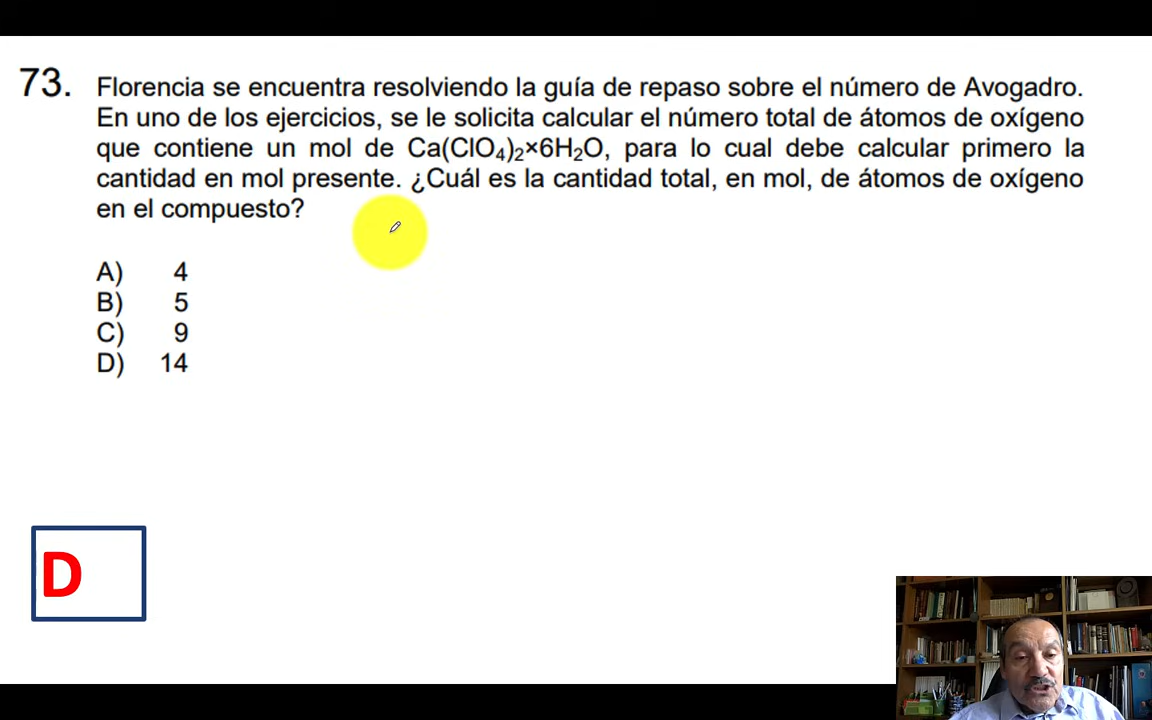 73. Florencia se encuentra resolviendo la guía de repaso sobre el número de Avogadro.
En uno de los ejercicios, se le solicita calcular el número total de átomos de oxígeno
que contiene un mol de Ca(ClO₄)₂×6H₂O, para lo cual debe calcular primero la
cantidad en mol presente. ¿Cuál es la cantidad total, en mol, de átomos de oxígeno
en el compuesto?
A) 4
B) 5
C) 9
D) 14
D